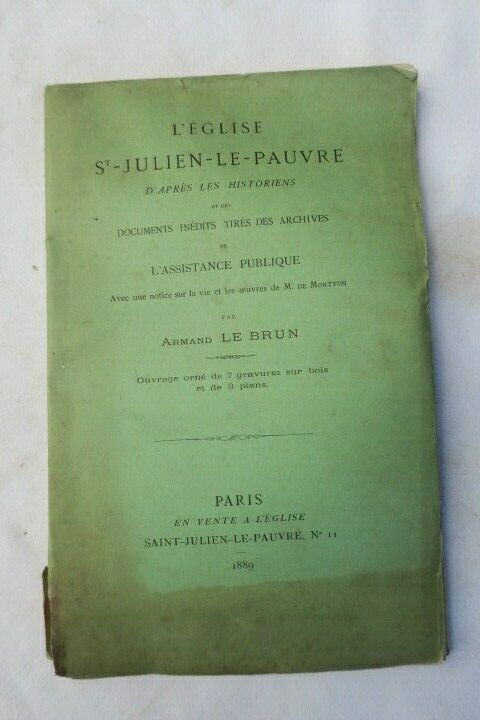 L'ÉGLISE
ST-JULIEN-LE-PAUVRE
D'APRÈS LES HISTORIENS
ET DES
DOCUMENTS INÉDITS TIRÉS DES ARCHIVES
DE
L'ASSISTANCE PUBLIQUE
Avec une notice sur la vie et les œuvres de M. DE MONTYON
PAR
ARMAND LE BRUN
Ouvrage orné de 7 gravures sur bois
et de 3 plans.
PARIS
EN VENTE A L'ÉGLISE
SAINT-JULIEN-LE-PAUVRE, No 11
1889